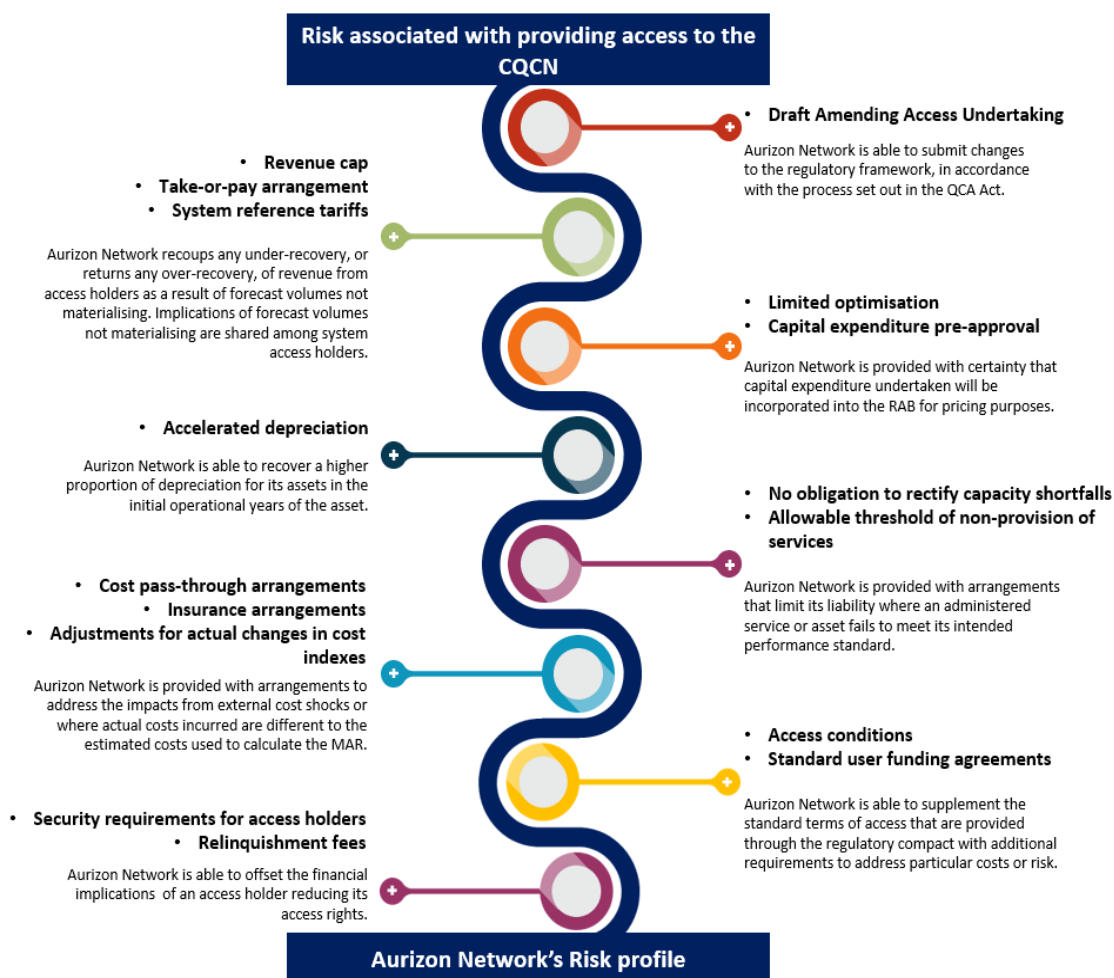 Risk associated with providing access to the
CQCN
• Draft Amending Access Undertaking
Aurizon Network is able to submit changes
to the regulatory framework, in accordance
with the process set out in the QCA Act.
• Revenue cap
• Take-or-pay arrangement
• System reference tariffs
Aurizon Network recoups any under-recovery, or
returns any over-recovery, of revenue from
access holders as a result of forecast volumes not
materialising. Implications of forecast volumes
not materialising are shared among system
access holders.
• Limited optimisation
• Capital expenditure pre-approval
Aurizon Network is provided with certainty that
capital expenditure undertaken will be
incorporated into the RAB for pricing purposes.
• Accelerated depreciation
Aurizon Network is able to recover a higher
proportion of depreciation for its assets in the
initial operational years of the asset.
• No obligation to rectify capacity shortfalls
• Allowable threshold of non-provision of
services
Aurizon Network is provided with arrangements
that limit its liability where an administered
service or asset fails to meet its intended
performance standard.
• Cost pass-through arrangements
• Insurance arrangements
• Adjustments for actual changes in cost
indexes
Aurizon Network is provided with arrangements to
address the impacts from external cost shocks or
where actual costs incurred are different to the
estimated costs used to calculate the MAR.
• Access conditions
• Standard user funding agreements
Aurizon Network is able to supplement the
standard terms of access that are provided
through the regulatory compact with additional
requirements to address particular costs or risk.
• Security requirements for access holders
• Relinquishment fees
Aurizon Network is able to offset the financial
implications of an access holder reducing its
access rights.
Aurizon Network's Risk profile